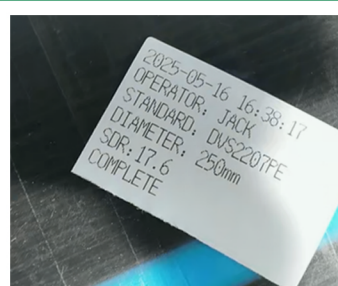 2025-05-16 16:38:17
OPERATOR: JACK
STANDARD: DVS2207PE
DIAMETER: 250mm
SDR:17.6
COMPLETE